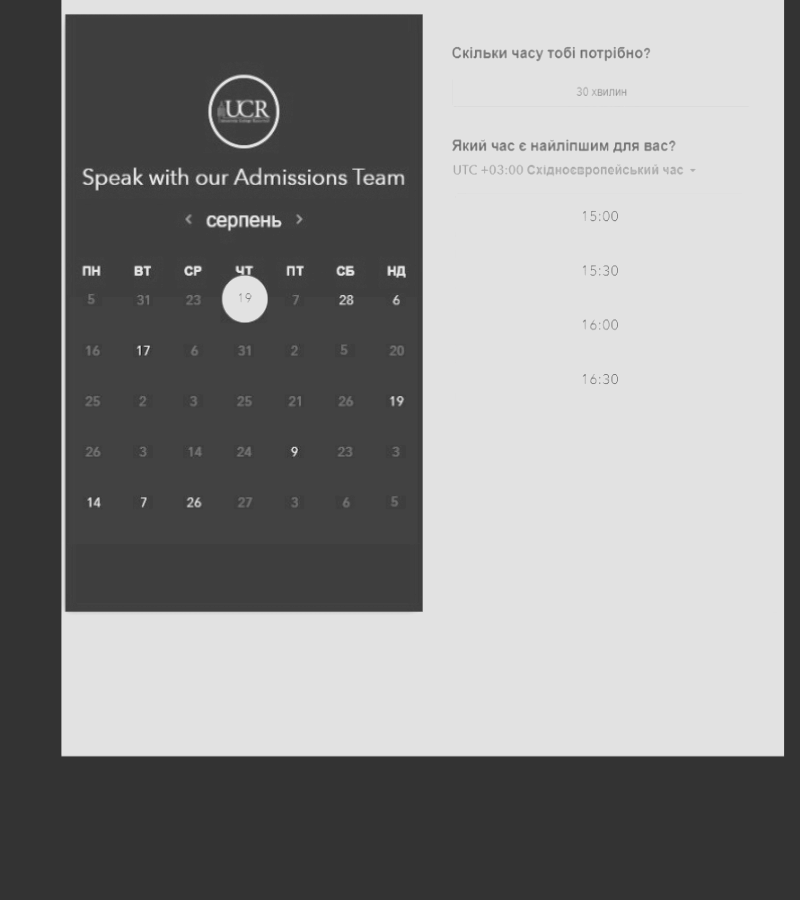 Скільки часу тобі потрібно?
30 хвилин
UCR
Speak with our Admissions Team
Який час є найліпшим для вас?
UTC +03:00 Східноєвропейський час
‹ серпень ›
15:00
15:30
16:00
16:30
ПН ВТ СР ЧТ ПТ СБ НД
5 31 23 19 7 28 6
16 17 6 31 2 5 20
25 2 3 25 21 26 19
26 3 14 24 9 23 3
14 7 26 27 3 6 5